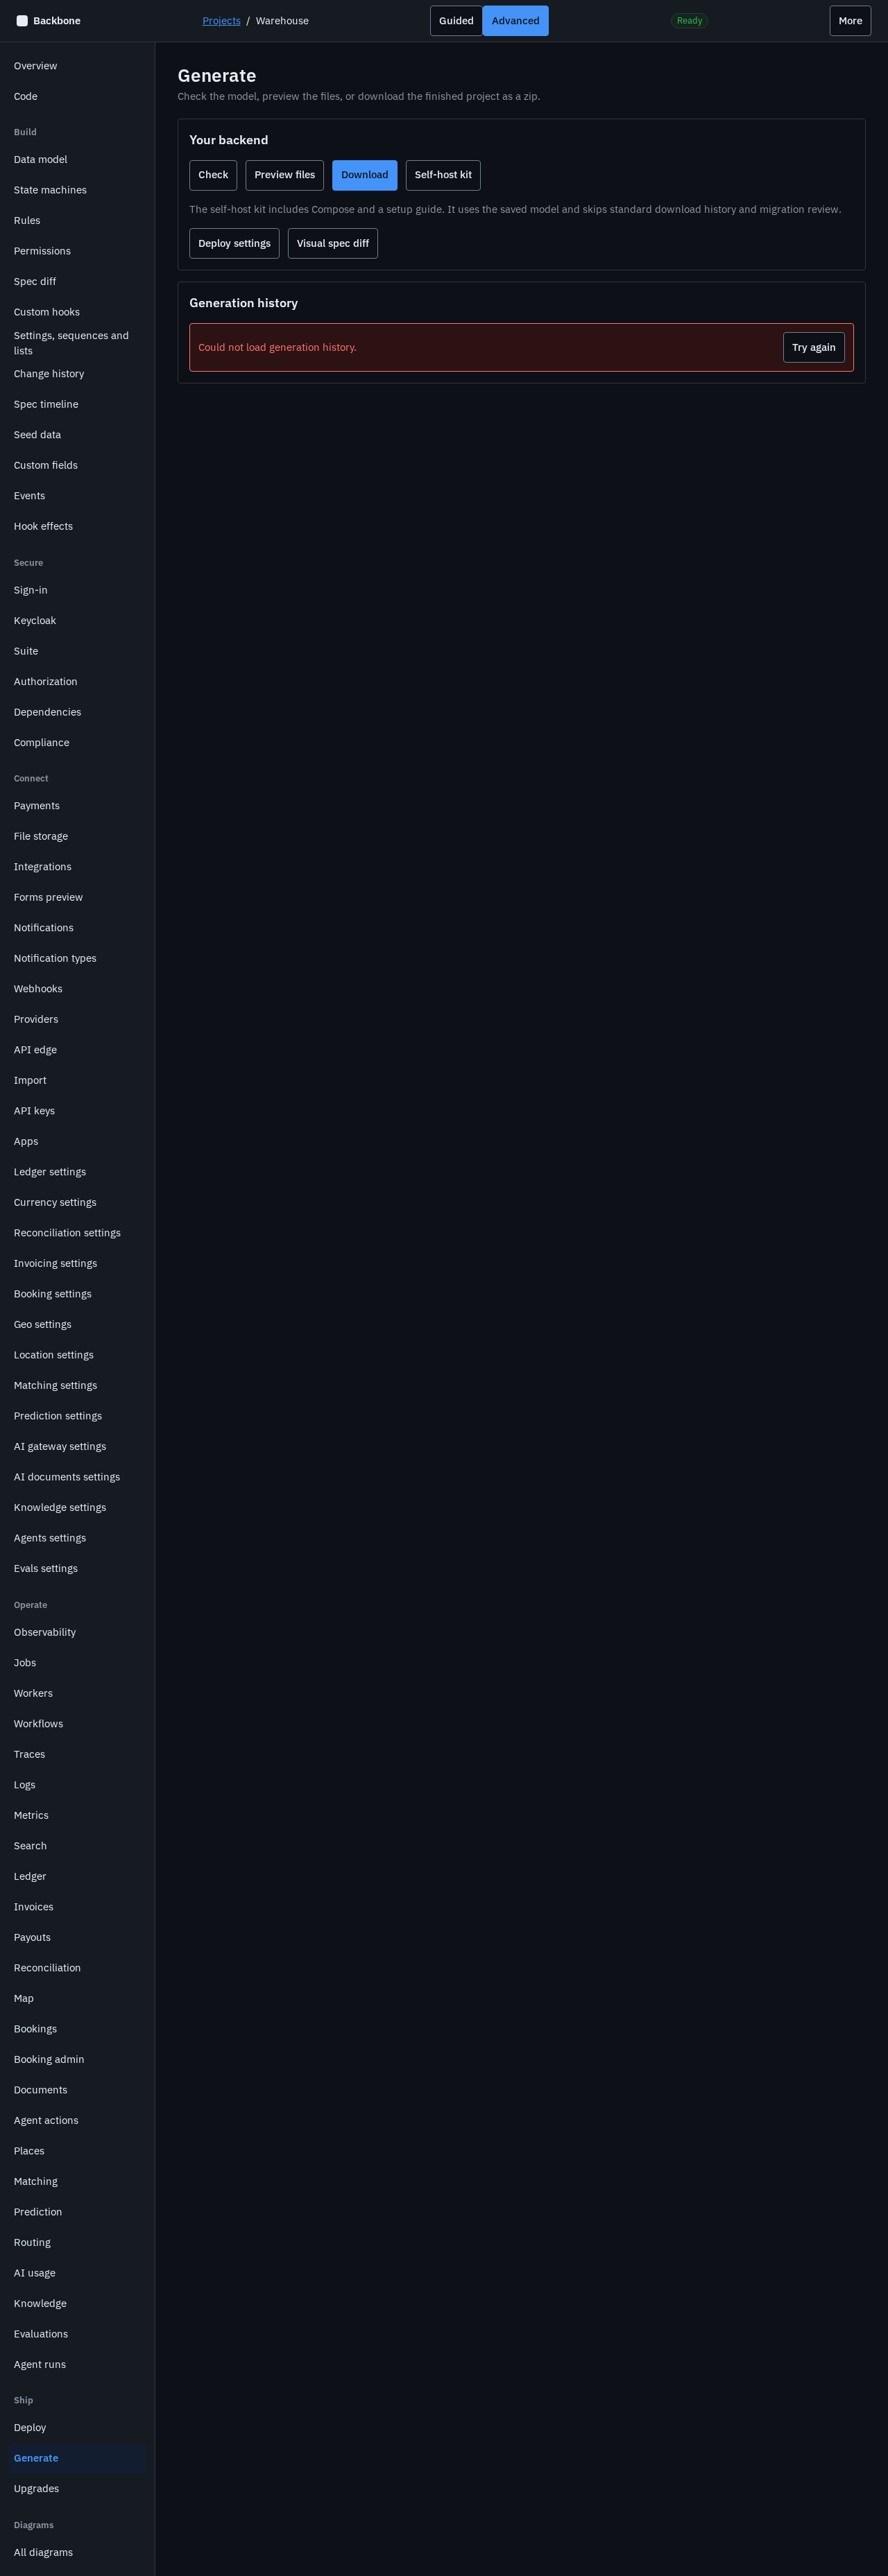 Backbone
Projects / Warehouse
Guided
Advanced
Ready
More
Overview
Code
Build
Data model
State machines
Rules
Permissions
Spec diff
Custom hooks
Settings, sequences and
lists
Change history
Spec timeline
Seed data
Custom fields
Events
Hook effects
Secure
Sign-in
Keycloak
Suite
Authorization
Dependencies
Compliance
Connect
Payments
File storage
Integrations
Forms preview
Notifications
Notification types
Webhooks
Providers
API edge
Import
API keys
Apps
Ledger settings
Currency settings
Reconciliation settings
Invoicing settings
Booking settings
Geo settings
Location settings
Matching settings
Prediction settings
AI gateway settings
AI documents settings
Knowledge settings
Agents settings
Evals settings
Operate
Observability
Jobs
Workers
Workflows
Traces
Logs
Metrics
Search
Ledger
Invoices
Payouts
Reconciliation
Map
Bookings
Booking admin
Documents
Agent actions
Places
Matching
Prediction
Routing
AI usage
Knowledge
Evaluations
Agent runs
Ship
Deploy
Generate
Upgrades
Diagrams
All diagrams
Generate
Check the model, preview the files, or download the finished project as a zip.
Your backend
Check
Preview files
Download
Self-host kit
The self-host kit includes Compose and a setup guide. It uses the saved model and skips standard download history and migration review.
Deploy settings
Visual spec diff
Generation history
Could not load generation history.
Try again